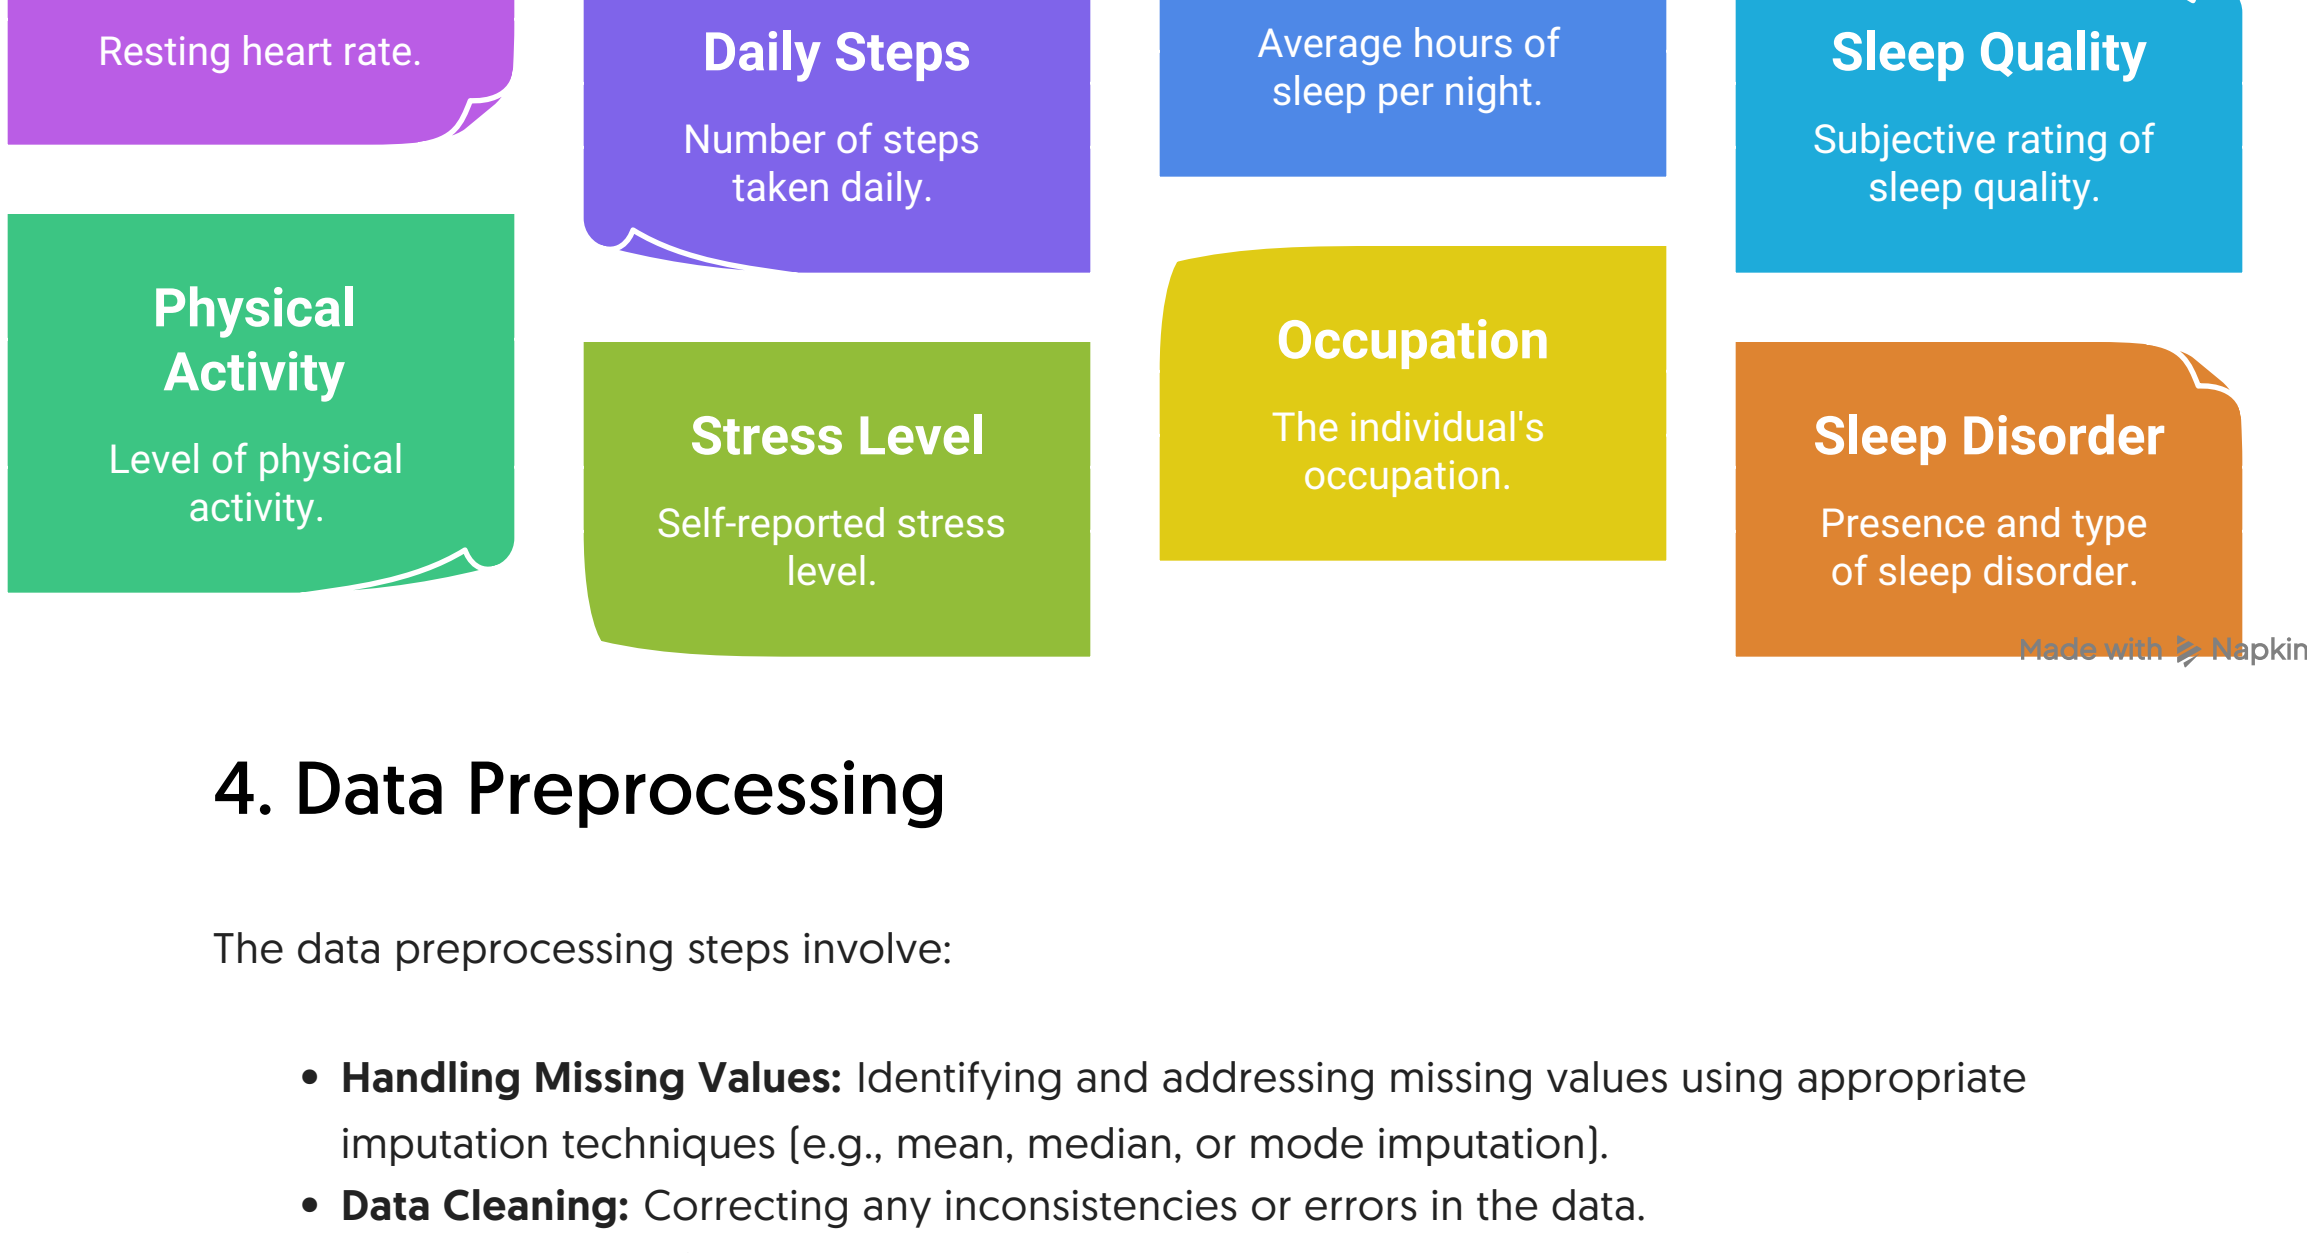 Resting heart rate.
Daily Steps
Number of steps
taken daily.
Average hours of
sleep per night.
Sleep Quality
Subjective rating of
sleep quality.
Physical
Activity
Level of physical
activity.
Stress Level
Self-reported stress
level.
Occupation
The individual's
occupation.
Sleep Disorder
Presence and type
of sleep disorder.
Made with Napkin
4. Data Preprocessing
The data preprocessing steps involve:
• Handling Missing Values: Identifying and addressing missing values using appropriate
imputation techniques (e.g., mean, median, or mode imputation).
• Data Cleaning: Correcting any inconsistencies or errors in the data.